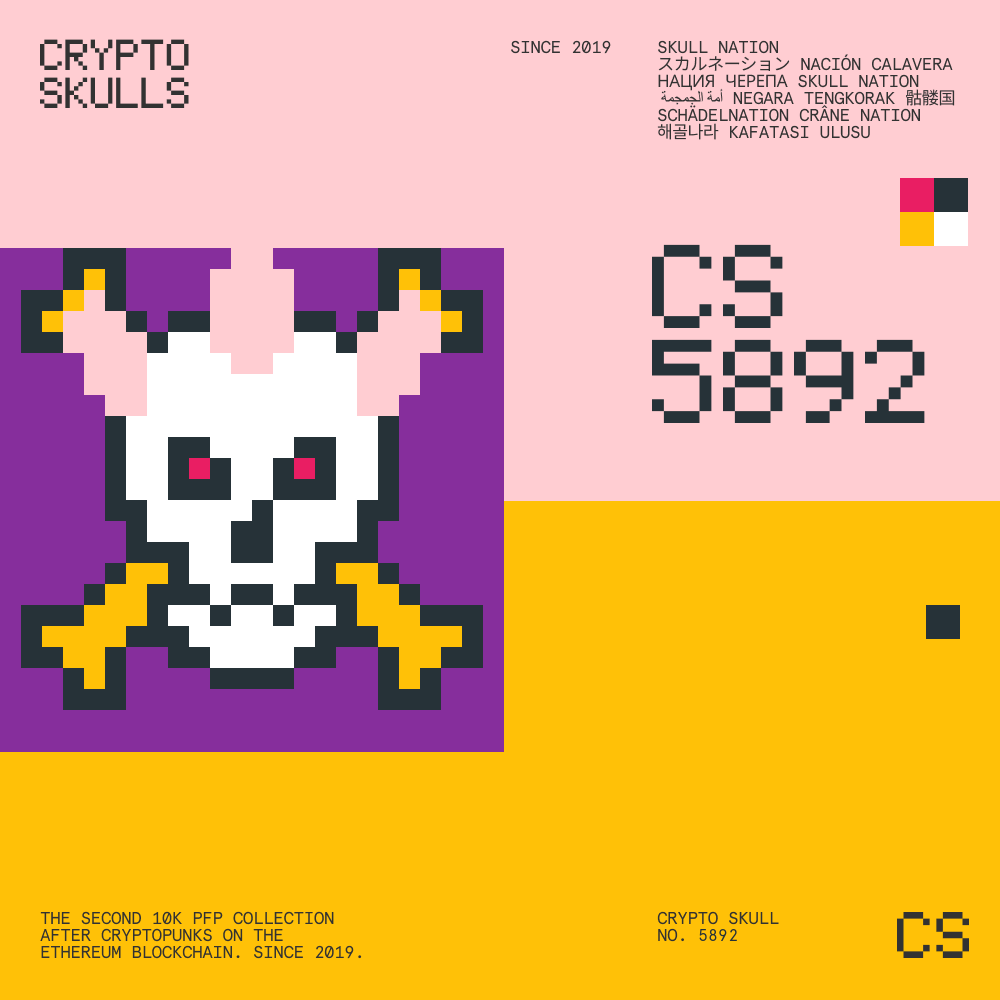 CRYPTO
SKULLS
SINCE 2019
SKULL NATION
スカルネーション NACIÓN CALAVERA
НАЦИЯ ЧЕРЕПА SKULL NATION
أمة الجمجمة NEGARA TENGKORAK 骷髅国
SCHÄDELNATION CRÂNE NATION
해골나라 KAFATASI ULUSU
CS
5892
THE SECOND 10K PFP COLLECTION
AFTER CRYPTOPUNKS ON THE
ETHEREUM BLOCKCHAIN. SINCE 2019.
CRYPTO SKULL
NO. 5892
CS